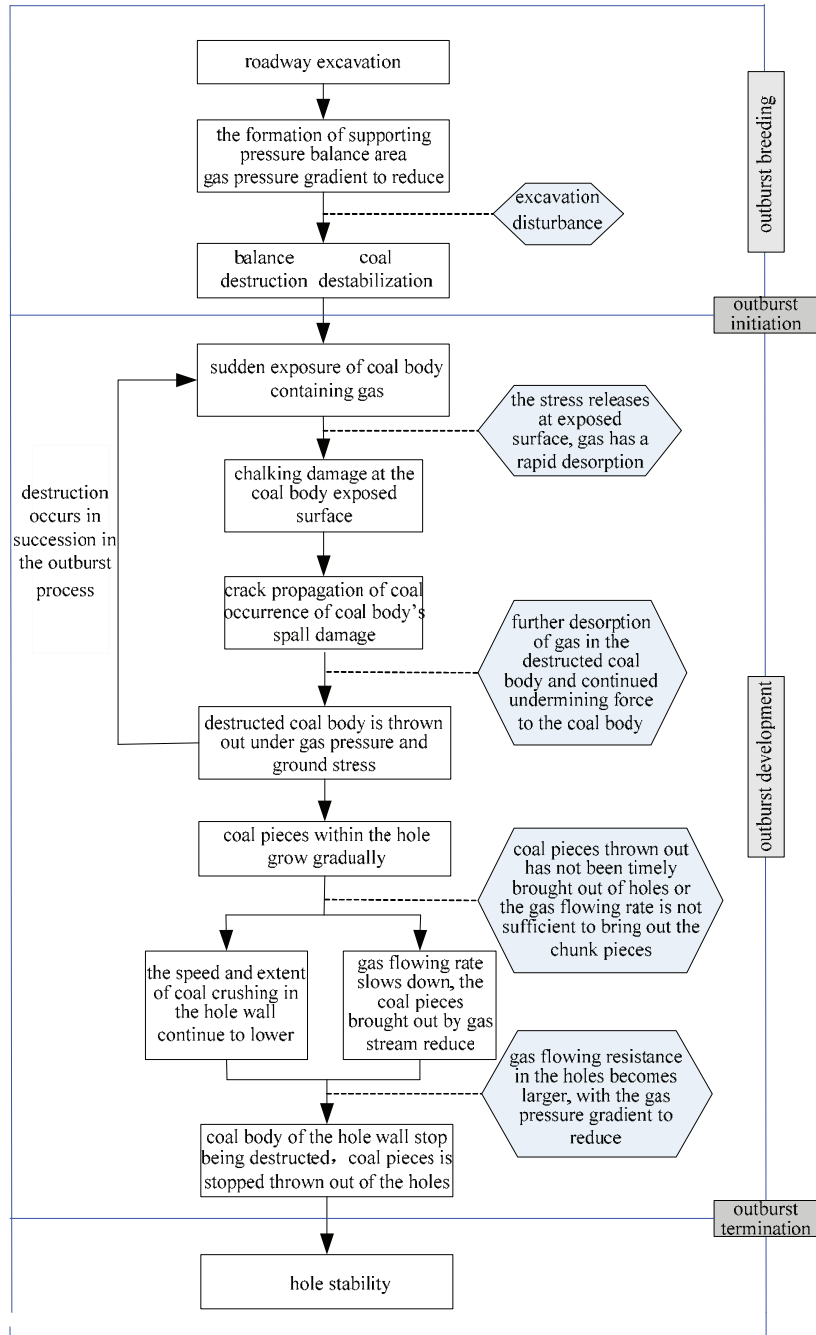 roadway excavation
the formation of supporting
pressure balance area
gas pressure gradient to reduce
excavation
disturbance
balance coal
destruction destabilization
outburst breeding
outburst
initiation
sudden exposure of coal body
containing gas
the stress releases
at exposed
surface, gas has a
rapid desorption
chalking damage at the
coal body exposed
surface
destruction
occurs in
succession in
the outburst
process
crack propagation of coal
occurrence of coal body's
spall damage
further desorption
of gas in the
destructed coal
body and continued
undermining force
to the coal body
destructed coal body is thrown
out under gas pressure and
ground stress
outburst development
coal pieces within the hole
grow gradually
coal pieces thrown out
has not been timely
brought out of holes or
the gas flowing rate is not
sufficient to bring out the
chunk pieces
the speed and extent
of coal crushing in
the hole wall
continue to lower
gas flowing rate
slows down, the
coal pieces
brought out by gas
stream reduce
gas flowing resistance
in the holes becomes
larger, with the gas
pressure gradient to
reduce
coal body of the hole wall stop
being destructed, coal pieces is
stopped thrown out of the holes
outburst
termination
hole stability